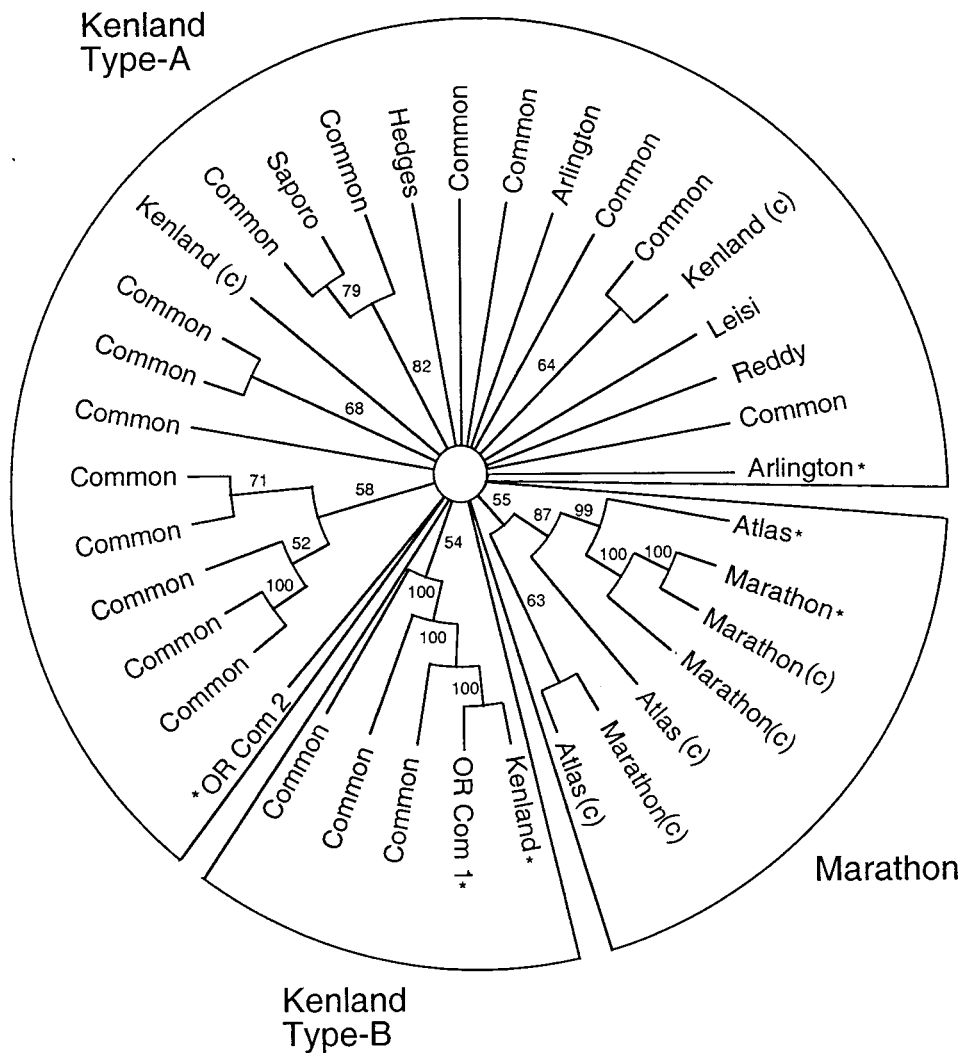 Kenland
Type-A
Common
Saporo
Common
Hedges
Common
Common
Arlington
Common
Common
Kenland (c)
Leisi
Reddy
Common
Arlington *
Kenland (c)
Common
Common
Common
Common
Common
Common
Common
Common
* OR Com 2
79
82
64
68
71
58
52
100
Atlas *
Marathon *
Marathon (c)
Marathon(c)
Atlas (c)
Marathon(c)
Atlas(c)
55
87
99
100
100
63
Marathon
54
100
100
100
Common
Common
Common
OR Com 1*
Kenland *
Kenland
Type-B